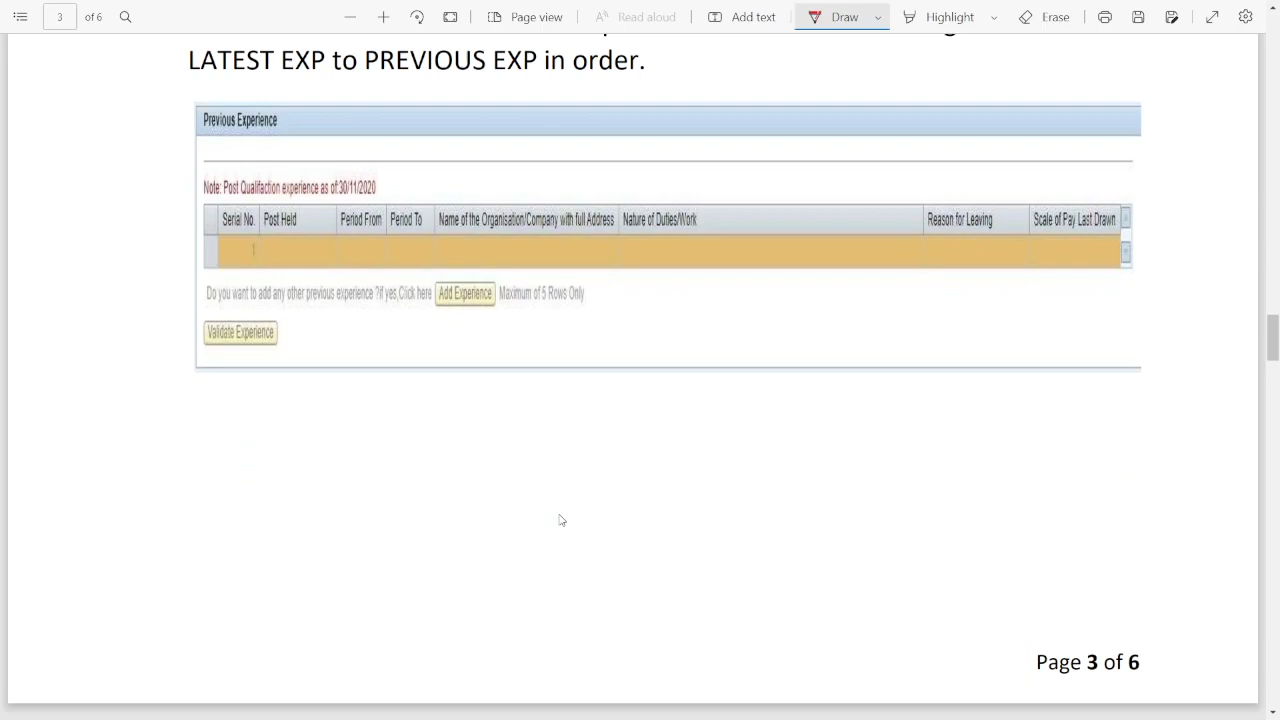 3 of 6 Page view Read aloud Add text Draw Highlight Erase
LATEST EXP to PREVIOUS EXP in order.
Previous Experience
Note: Post Qualifaction experience as of:30/11/2020
Serial No. Post Held Period From Period To Name of the Organisation/Company with full Address Nature of Duties/Work Reason for Leaving Scale of Pay Last Drawn
1
Do you want to add any other previous experience ?if yes,Click here Add Experience Maximum of 5 Rows Only
Validate Experience
Page 3 of 6